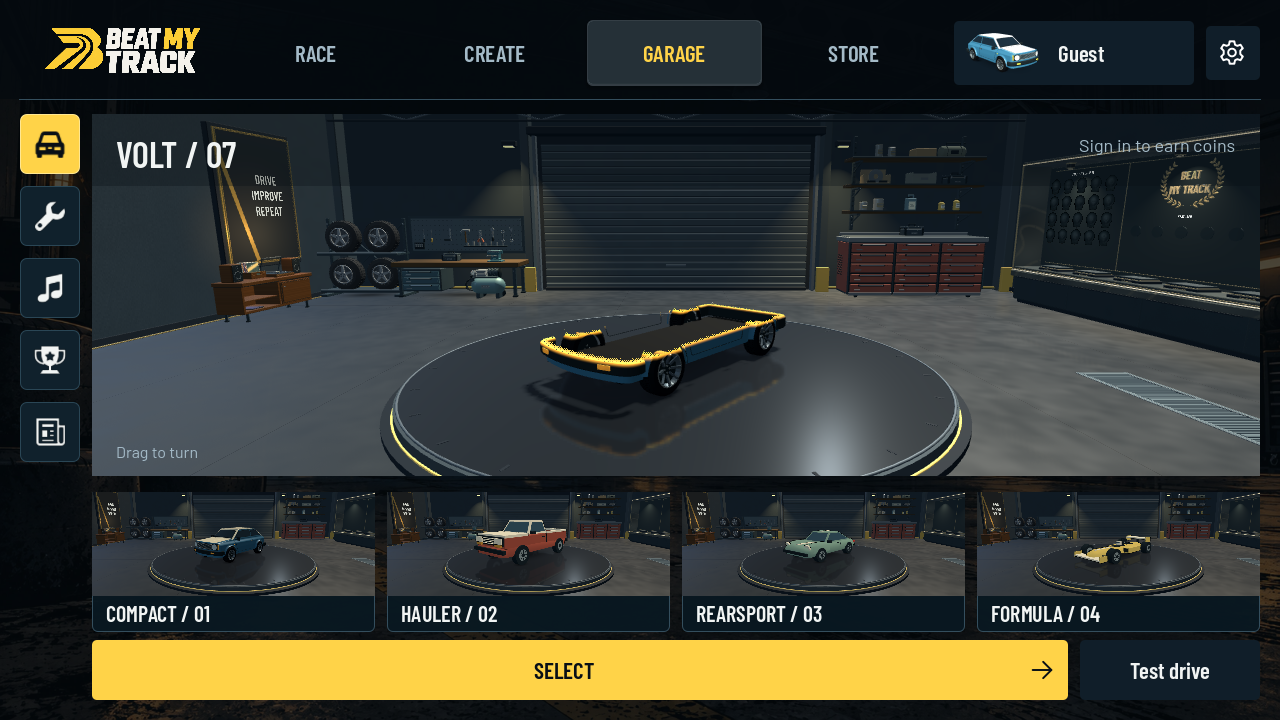 BEAT MY TRACK
RACE
CREATE
GARAGE
STORE
Guest
VOLT / 07
Sign in to earn coins
DRIVE
IMPROVE
REPEAT
BEAT
MY TRACK
Drag to turn
COMPACT / 01
HAULER / 02
REARSPORT / 03
FORMULA / 04
SELECT
Test drive